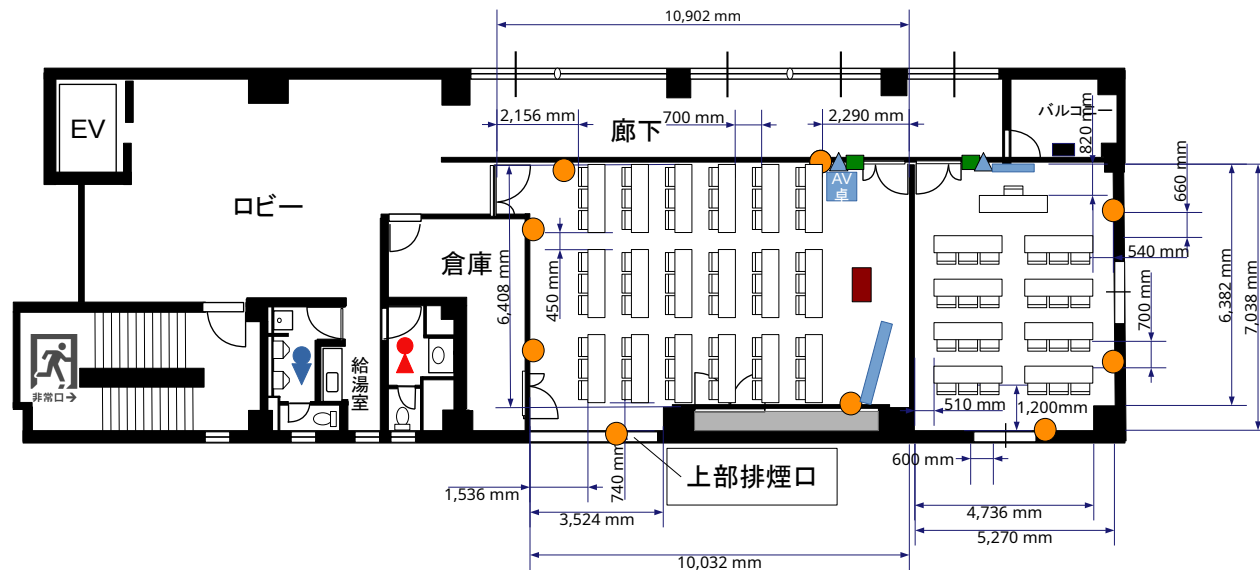 10,902 mm
EV
2,156 mm
廊下
700 mm
2,290 mm
820 mm
バルコニー
660 mm
AV
卓
ロビー
倉庫
6,408 mm
450 mm
540 mm
700 mm
6,382 mm
7,038 mm
非常口→
給湯室
510 mm
1,200mm
600 mm
740 mm
上部排煙口
1,536 mm
3,524 mm
4,736 mm
5,270 mm
10,032 mm